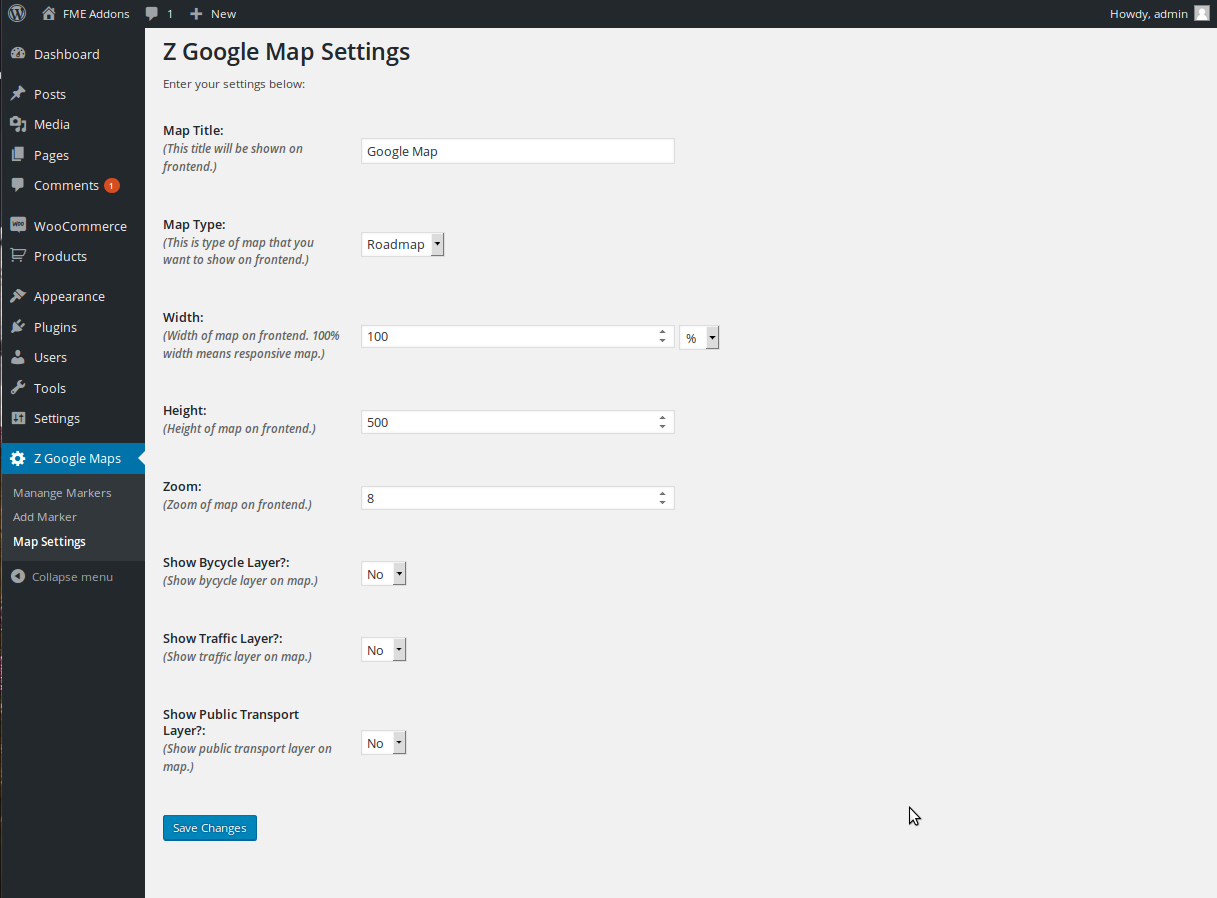 FME Addons 1 New Howdy, admin
Dashboard
Posts
Media
Pages
Comments 1
WooCommerce
Products
Appearance
Plugins
Users
Tools
Settings
Z Google Maps
Manange Markers
Add Marker
Map Settings
Collapse menu
Z Google Map Settings
Enter your settings below:
Map Title:
(This title will be shown on
frontend.)
Google Map
Map Type:
(This is type of map that you
want to show on frontend.)
Roadmap
Width:
(Width of map on frontend. 100%
width means responsive map.)
100 %
Height:
(Height of map on frontend.)
500
Zoom:
(Zoom of map on frontend.)
8
Show Bycycle Layer?:
(Show bycycle layer on map.)
No
Show Traffic Layer?:
(Show traffic layer on map.)
No
Show Public Transport
Layer?:
(Show public transport layer on
map.)
No
Save Changes